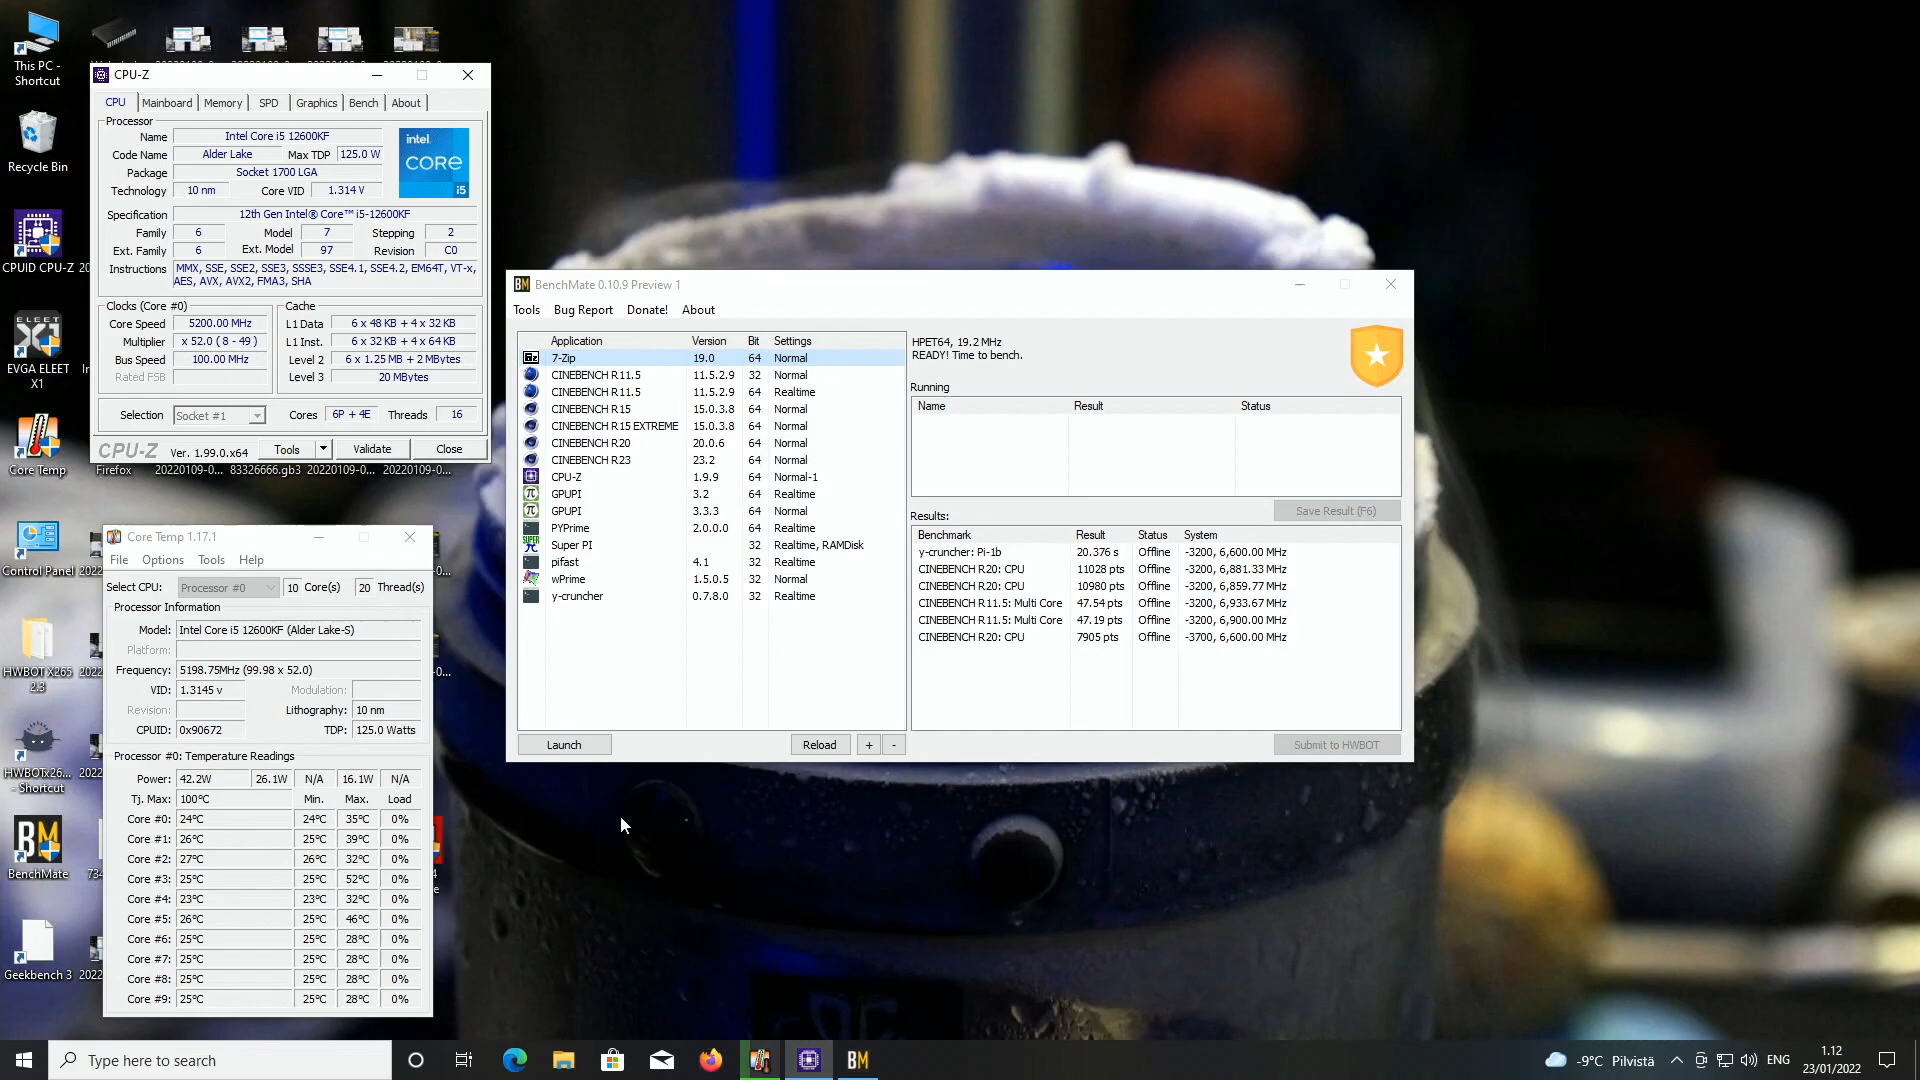 This PC -
Shortcut
Recycle Bin
CPUID CPU-Z
EVGA ELEET
X1
Core Temp
Control Panel
HWBOT X265
2.3
HWBOTx26...
- Shortcut
BenchMate
Geekbench 3
Firefox
20220109-0...
83326666.gb3
20220109-0...
20220109-0...
CPU-Z
CPU
Mainboard
Memory
SPD
Graphics
Bench
About
Processor
Name Intel Core i5 12600KF
Code Name Alder Lake Max TDP 125.0 W
Package Socket 1700 LGA
Technology 10 nm Core VID 1.314 V
intel.
CORE
i5
Specification 12th Gen Intel® Core™ i5-12600KF
Family 6 Model 7 Stepping 2
Ext. Family 6 Ext. Model 97 Revision C0
Instructions MMX, SSE, SSE2, SSE3, SSSE3, SSE4.1, SSE4.2, EM64T, VT-x,
AES, AVX, AVX2, FMA3, SHA
Clocks (Core #0)
Core Speed 5200.00 MHz
Multiplier x 52.0 ( 8 - 49 )
Bus Speed 100.00 MHz
Rated FSB
Cache
L1 Data 6 x 48 KB + 4 x 32 KB
L1 Inst. 6 x 32 KB + 4 x 64 KB
Level 2 6 x 1.25 MB + 2 MBytes
Level 3 20 MBytes
Selection Socket #1 Cores 6P + 4E Threads 16
CPU-Z Ver. 1.99.0.x64 Tools Validate Close
Core Temp 1.17.1
File Options Tools Help
Select CPU: Processor #0 10 Core(s) 20 Thread(s)
Processor Information
Model: Intel Core i5 12600KF (Alder Lake-S)
Platform:
Frequency: 5198.75MHz (99.98 x 52.0)
VID: 1.3145 v Modulation:
Revision: Lithography: 10 nm
CPUID: 0x90672 TDP: 125.0 Watts
Processor #0: Temperature Readings
Power: 42.2W 26.1W N/A 16.1W N/A
Tj. Max: 100°C Min. Max. Load
Core #0: 24°C 24°C 35°C 0%
Core #1: 26°C 25°C 39°C 0%
Core #2: 27°C 26°C 32°C 0%
Core #3: 25°C 25°C 52°C 0%
Core #4: 23°C 23°C 32°C 0%
Core #5: 26°C 25°C 46°C 0%
Core #6: 25°C 25°C 28°C 0%
Core #7: 25°C 25°C 28°C 0%
Core #8: 25°C 25°C 28°C 0%
Core #9: 25°C 25°C 28°C 0%
BenchMate 0.10.9 Preview 1
Tools Bug Report Donate! About
Application Version Bit Settings
7-Zip 19.0 64 Normal
CINEBENCH R11.5 11.5.2.9 32 Normal
CINEBENCH R11.5 11.5.2.9 64 Realtime
CINEBENCH R15 15.0.3.8 64 Normal
CINEBENCH R15 EXTREME 15.0.3.8 64 Normal
CINEBENCH R20 20.0.6 64 Normal
CINEBENCH R23 23.2 64 Normal
CPU-Z 1.9.9 64 Normal-1
GPUPI 3.2 64 Realtime
GPUPI 3.3.3 64 Normal
PYPrime 2.0.0.0 64 Realtime
Super PI 32 Realtime, RAMDisk
pifast 4.1 32 Realtime
wPrime 1.5.0.5 32 Normal
y-cruncher 0.7.8.0 32 Realtime
Launch Reload + -
HPET64, 19.2 MHz
READY! Time to bench.
Running
Name Result Status
Save Result (F6)
Results:
Benchmark Result Status System
y-cruncher: Pi-1b 20.376 s Offline -3200, 6,600.00 MHz
CINEBENCH R20: CPU 11028 pts Offline -3200, 6,881.33 MHz
CINEBENCH R20: CPU 10980 pts Offline -3200, 6,859.77 MHz
CINEBENCH R11.5: Multi Core 47.54 pts Offline -3200, 6,933.67 MHz
CINEBENCH R11.5: Multi Core 47.19 pts Offline -3200, 6,900.00 MHz
CINEBENCH R20: CPU 7905 pts Offline -3700, 6,600.00 MHz
Submit to HWBOT
Type here to search
BM
-9°C Pilvistä
ENG
1.12
23/01/2022